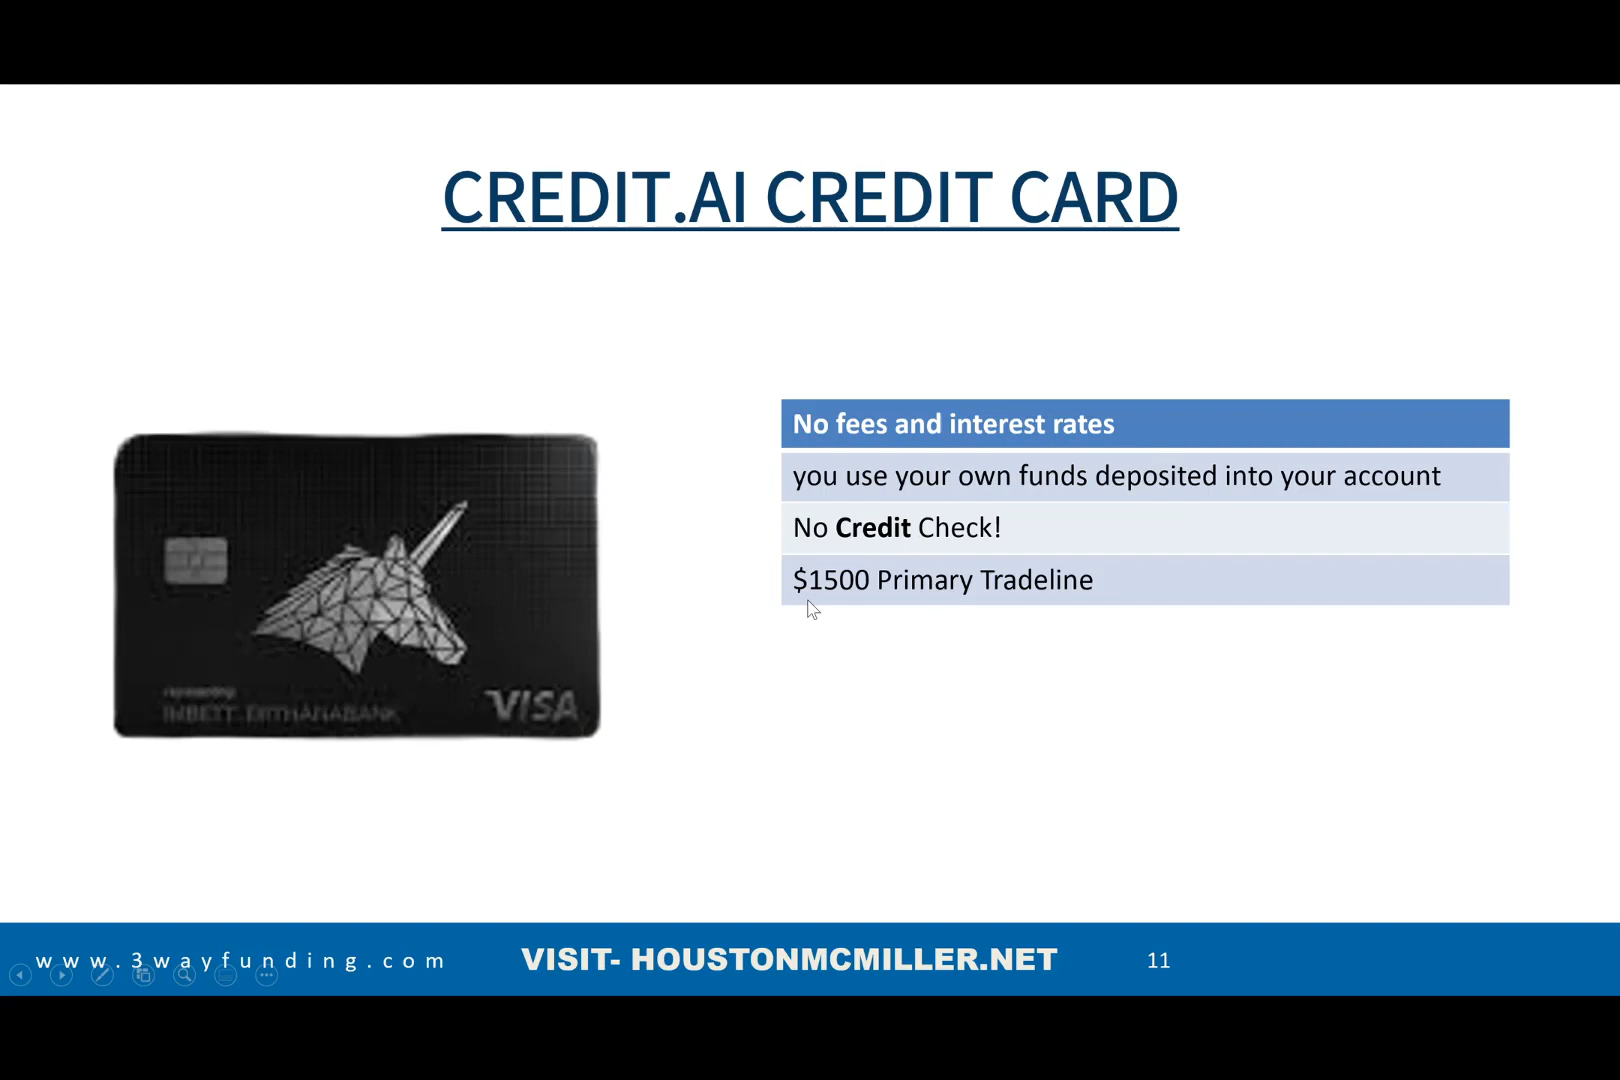 CREDIT.AI CREDIT CARD
No fees and interest rates
you use your own funds deposited into your account
No Credit Check!
$1500 Primary Tradeline
VISA
www.3wayfunding.com
VISIT- HOUSTONMCMILLER.NET
11